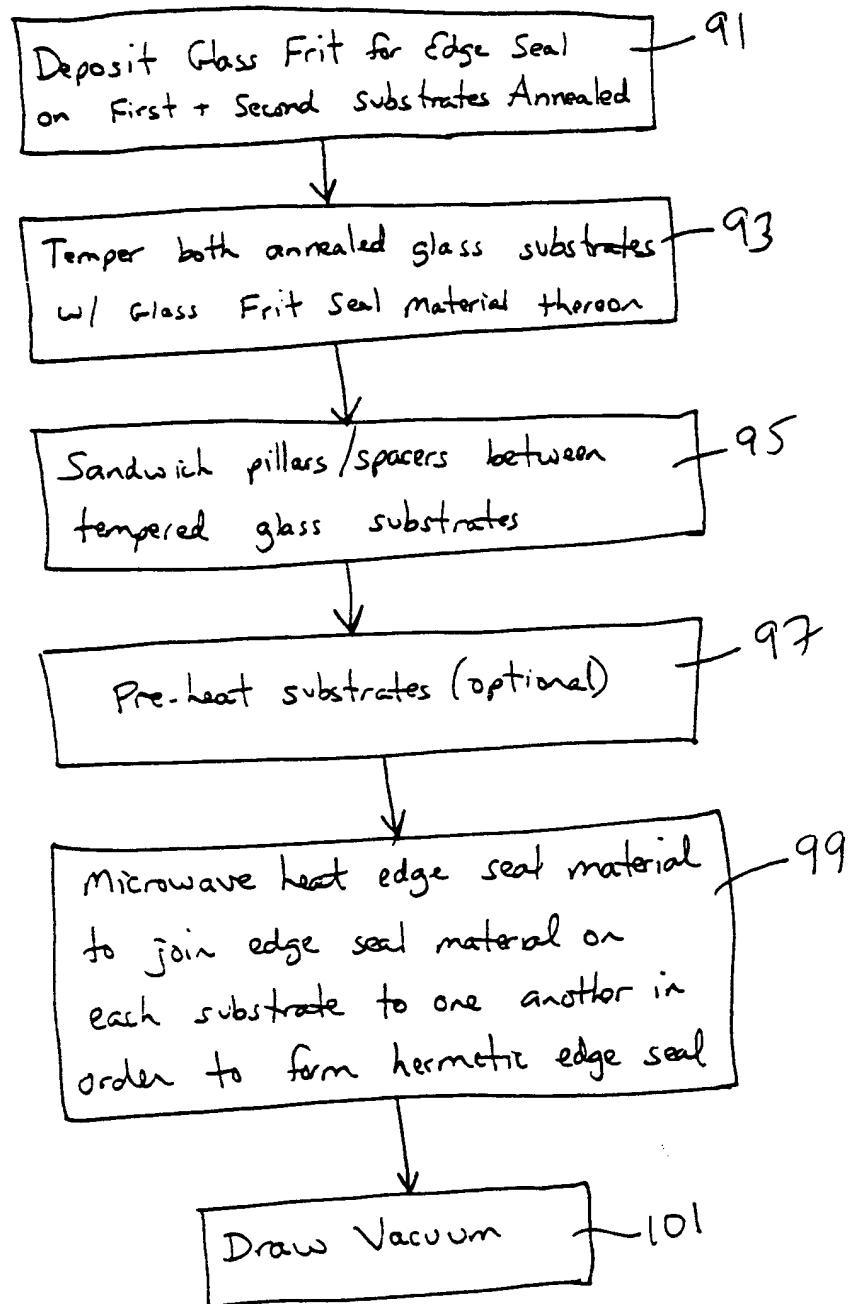 Deposit Glass Frit for Edge Seal
on First + Second substrates Annealed
91
Temper both annealed glass substrates
w/ Glass Frit Seal Material thereon
93
Sandwich pillars/spacers between
tempered glass substrates
95
Pre-heat substrates (optional)
97
Microwave heat edge seal material
to join edge seal material on
each substrate to one another in
order to form hermetic edge seal
99
Draw Vacuum
101